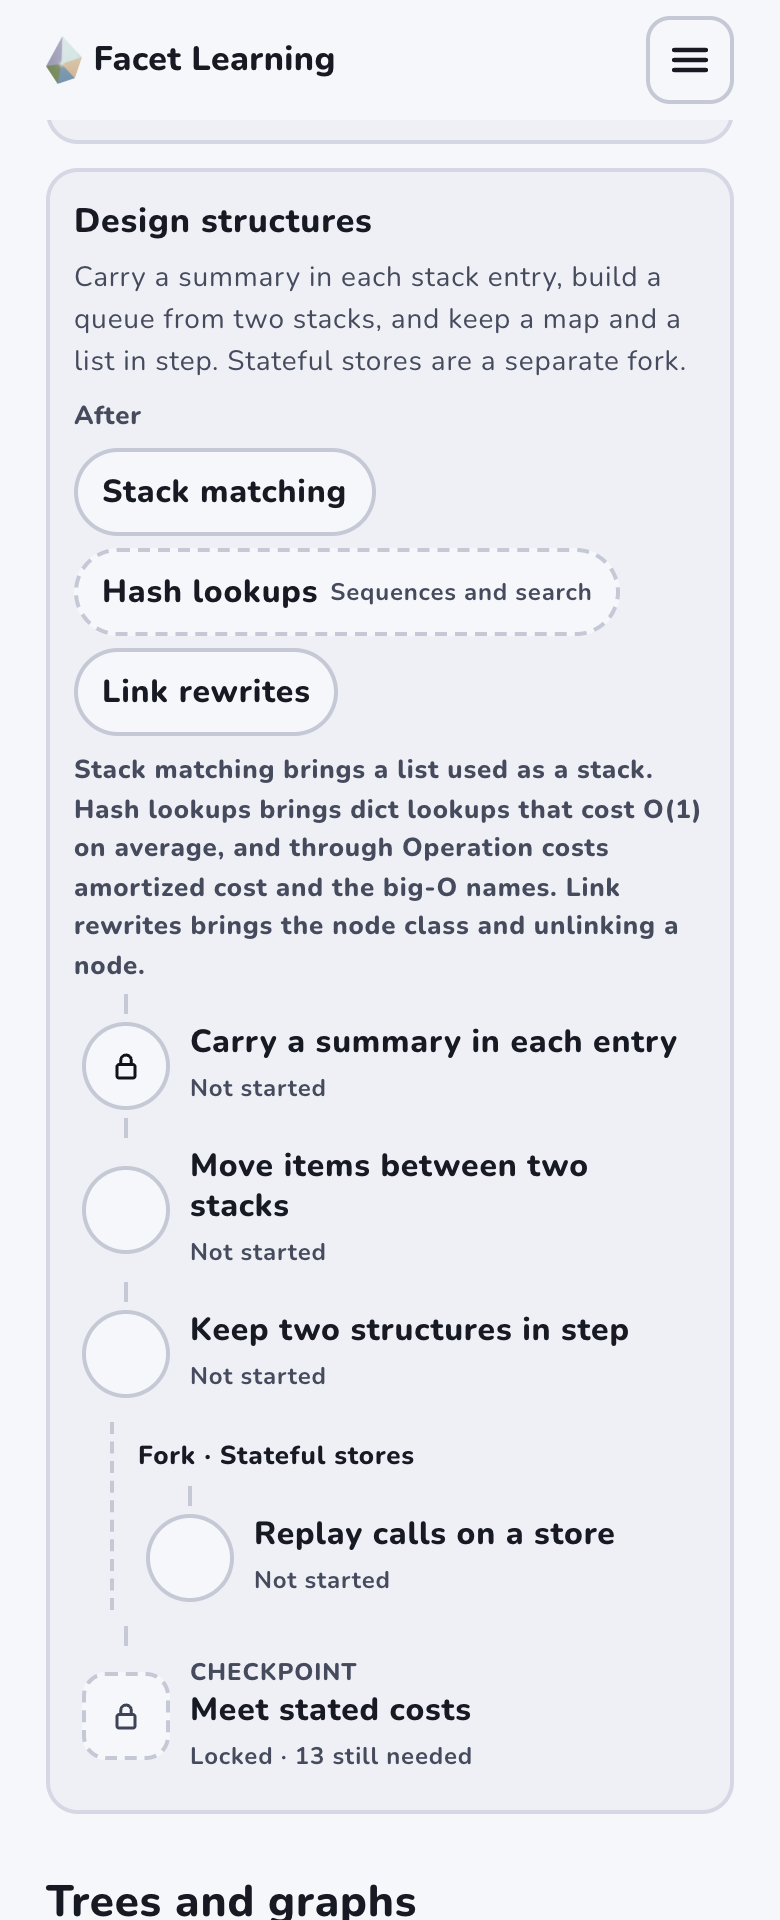 Facet Learning
Design structures
Carry a summary in each stack entry, build a
queue from two stacks, and keep a map and a
list in step. Stateful stores are a separate fork.
After
Stack matching
Hash lookups Sequences and search
Link rewrites
Stack matching brings a list used as a stack.
Hash lookups brings dict lookups that cost O(1)
on average, and through Operation costs
amortized cost and the big-O names. Link
rewrites brings the node class and unlinking a
node.
Carry a summary in each entry
Not started
Move items between two
stacks
Not started
Keep two structures in step
Not started
Fork · Stateful stores
Replay calls on a store
Not started
CHECKPOINT
Meet stated costs
Locked · 13 still needed
Trees and graphs